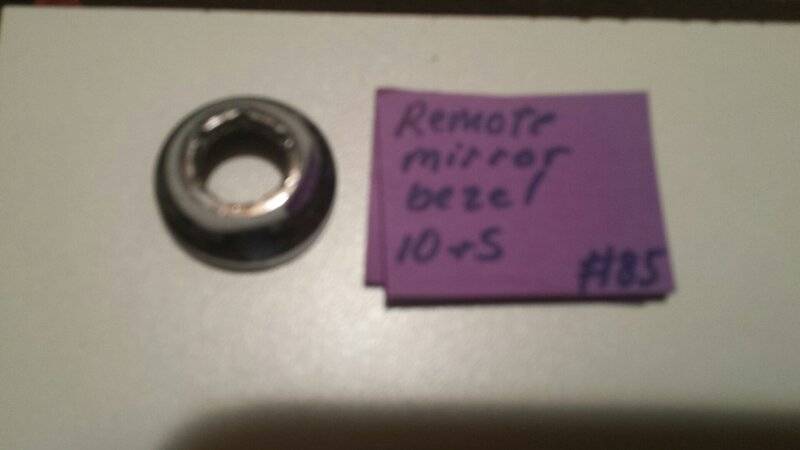 Remote
mirror
bezel
10+S
#185